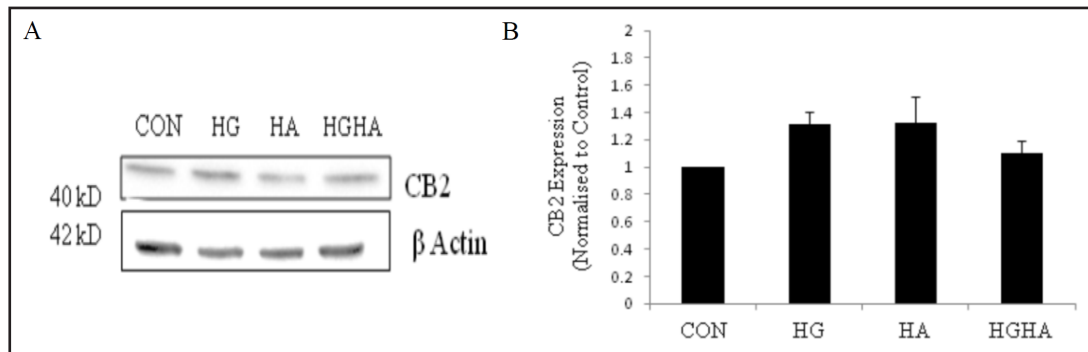 A
CON HG HA HGHA
40 kD
CB2
42 kD
β Actin
B
CB2 Expression
(Normalised to Control)
2
1.8
1.6
1.4
1.2
1
0.8
0.6
0.4
0.2
0
CON HG HA HGHA